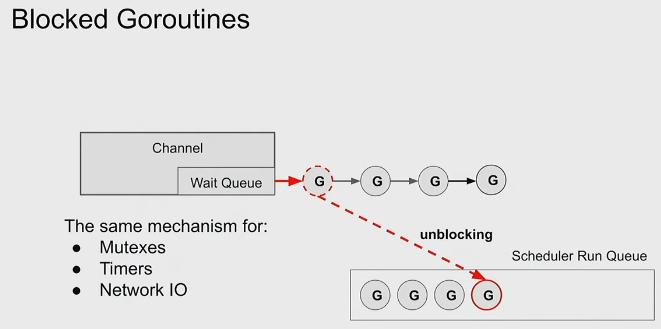 Blocked Goroutines
Channel
Wait Queue
G G G G
The same mechanism for:
● Mutexes
● Timers
● Network IO
unblocking
Scheduler Run Queue
G G G G